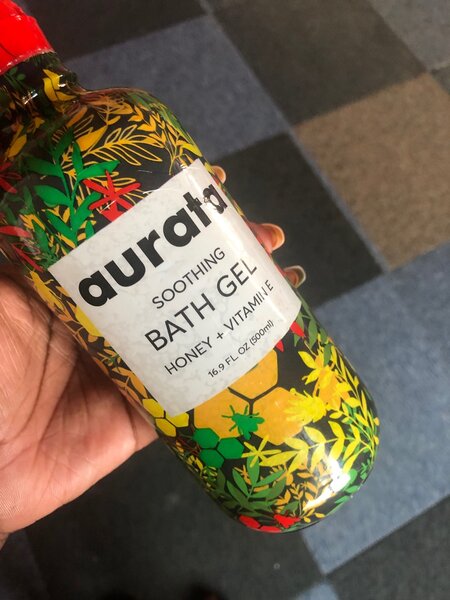 aurata
SOOTHING
BATH GEL
HONEY + VITAMIN E
16.9 FL. OZ (500ml)